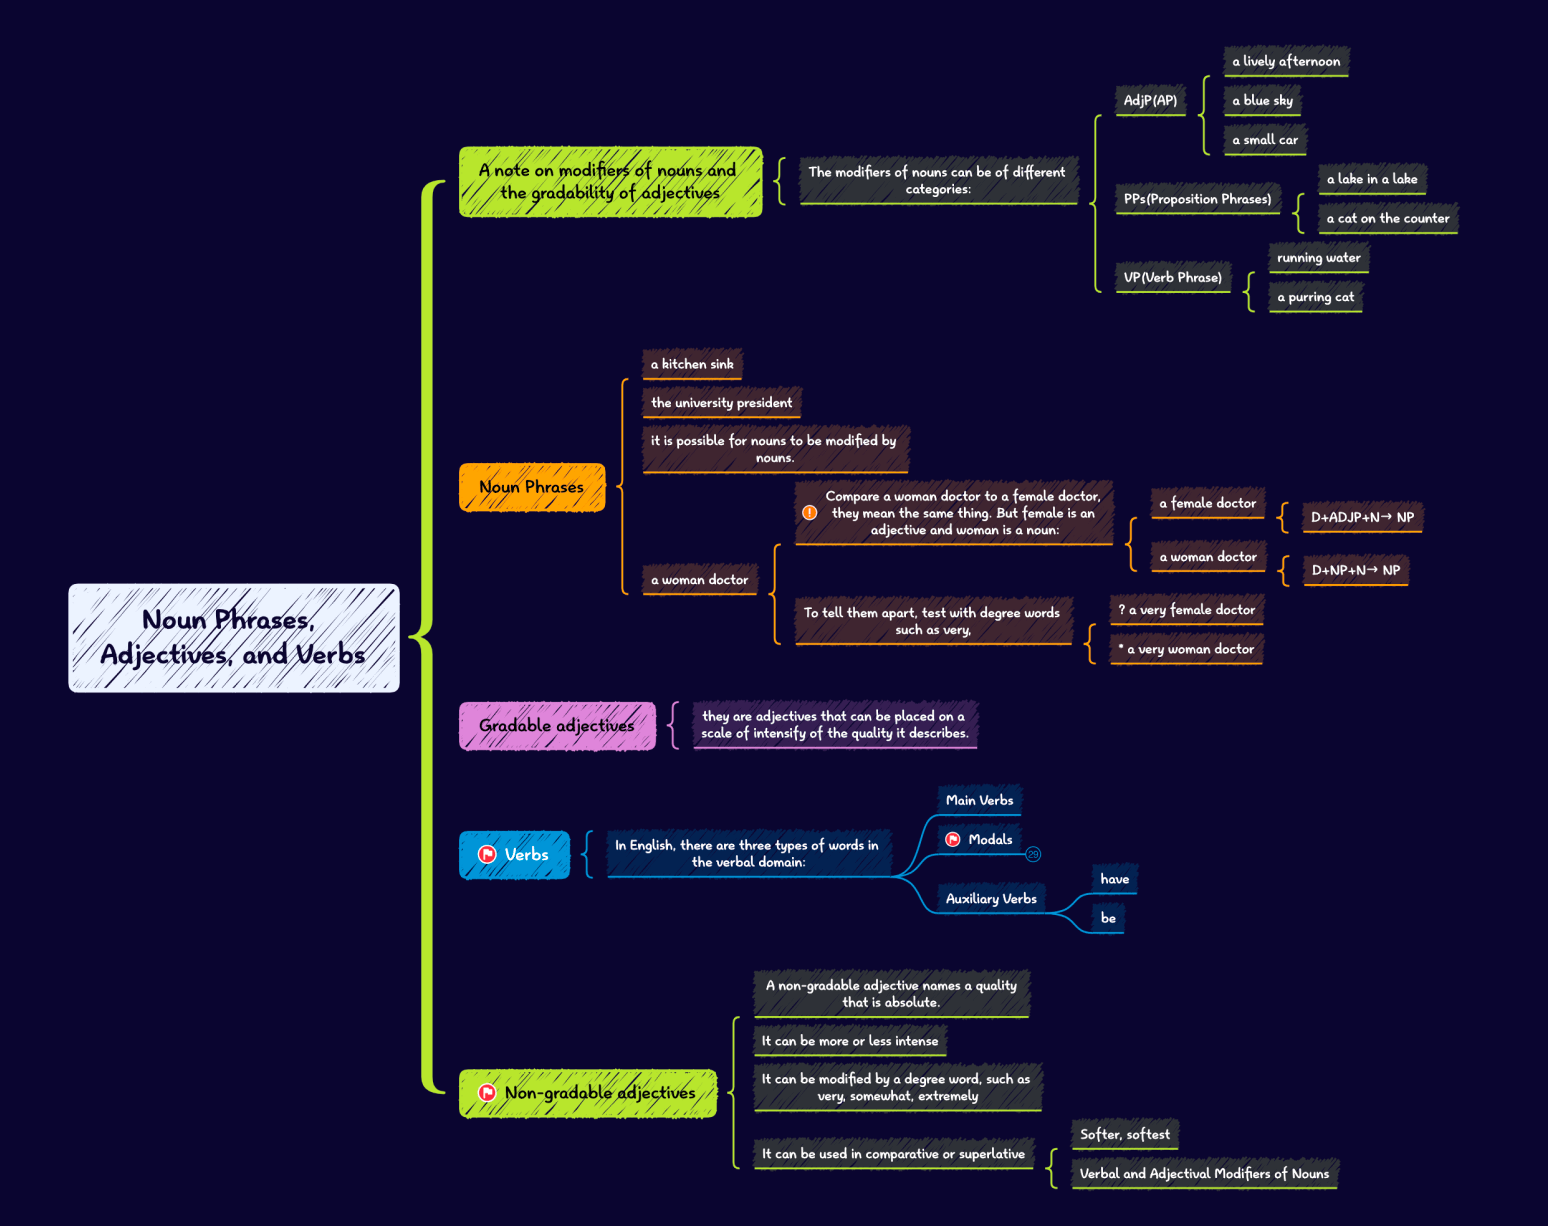 a lively afternoon
AdjP(AP)
a blue sky
a small car
A note on modifiers of nouns and
the gradability of adjectives
The modifiers of nouns can be of different
categories:
a lake in a lake
PPs(Proposition Phrases)
a cat on the counter
running water
VP(Verb Phrase)
a purring cat
a kitchen sink
the university president
it is possible for nouns to be modified by
nouns.
Noun Phrases
Compare a woman doctor to a female doctor,
they mean the same thing. But female is an
adjective and woman is a noun:
a female doctor
D+ADJP+N→ NP
a woman doctor
D+NP+N→ NP
a woman doctor
To tell them apart, test with degree words
such as very,
? a very female doctor
* a very woman doctor
Noun Phrases,
Adjectives, and Verbs
Gradable adjectives
they are adjectives that can be placed on a
scale of intensify of the quality it describes.
Verbs
In English, there are three types of words in
the verbal domain:
Main Verbs
Modals
29
Auxiliary Verbs
have
be
Non-gradable adjectives
A non-gradable adjective names a quality
that is absolute.
It can be more or less intense
It can be modified by a degree word, such as
very, somewhat, extremely
It can be used in comparative or superlative
Softer, softest
Verbal and Adjectival Modifiers of Nouns